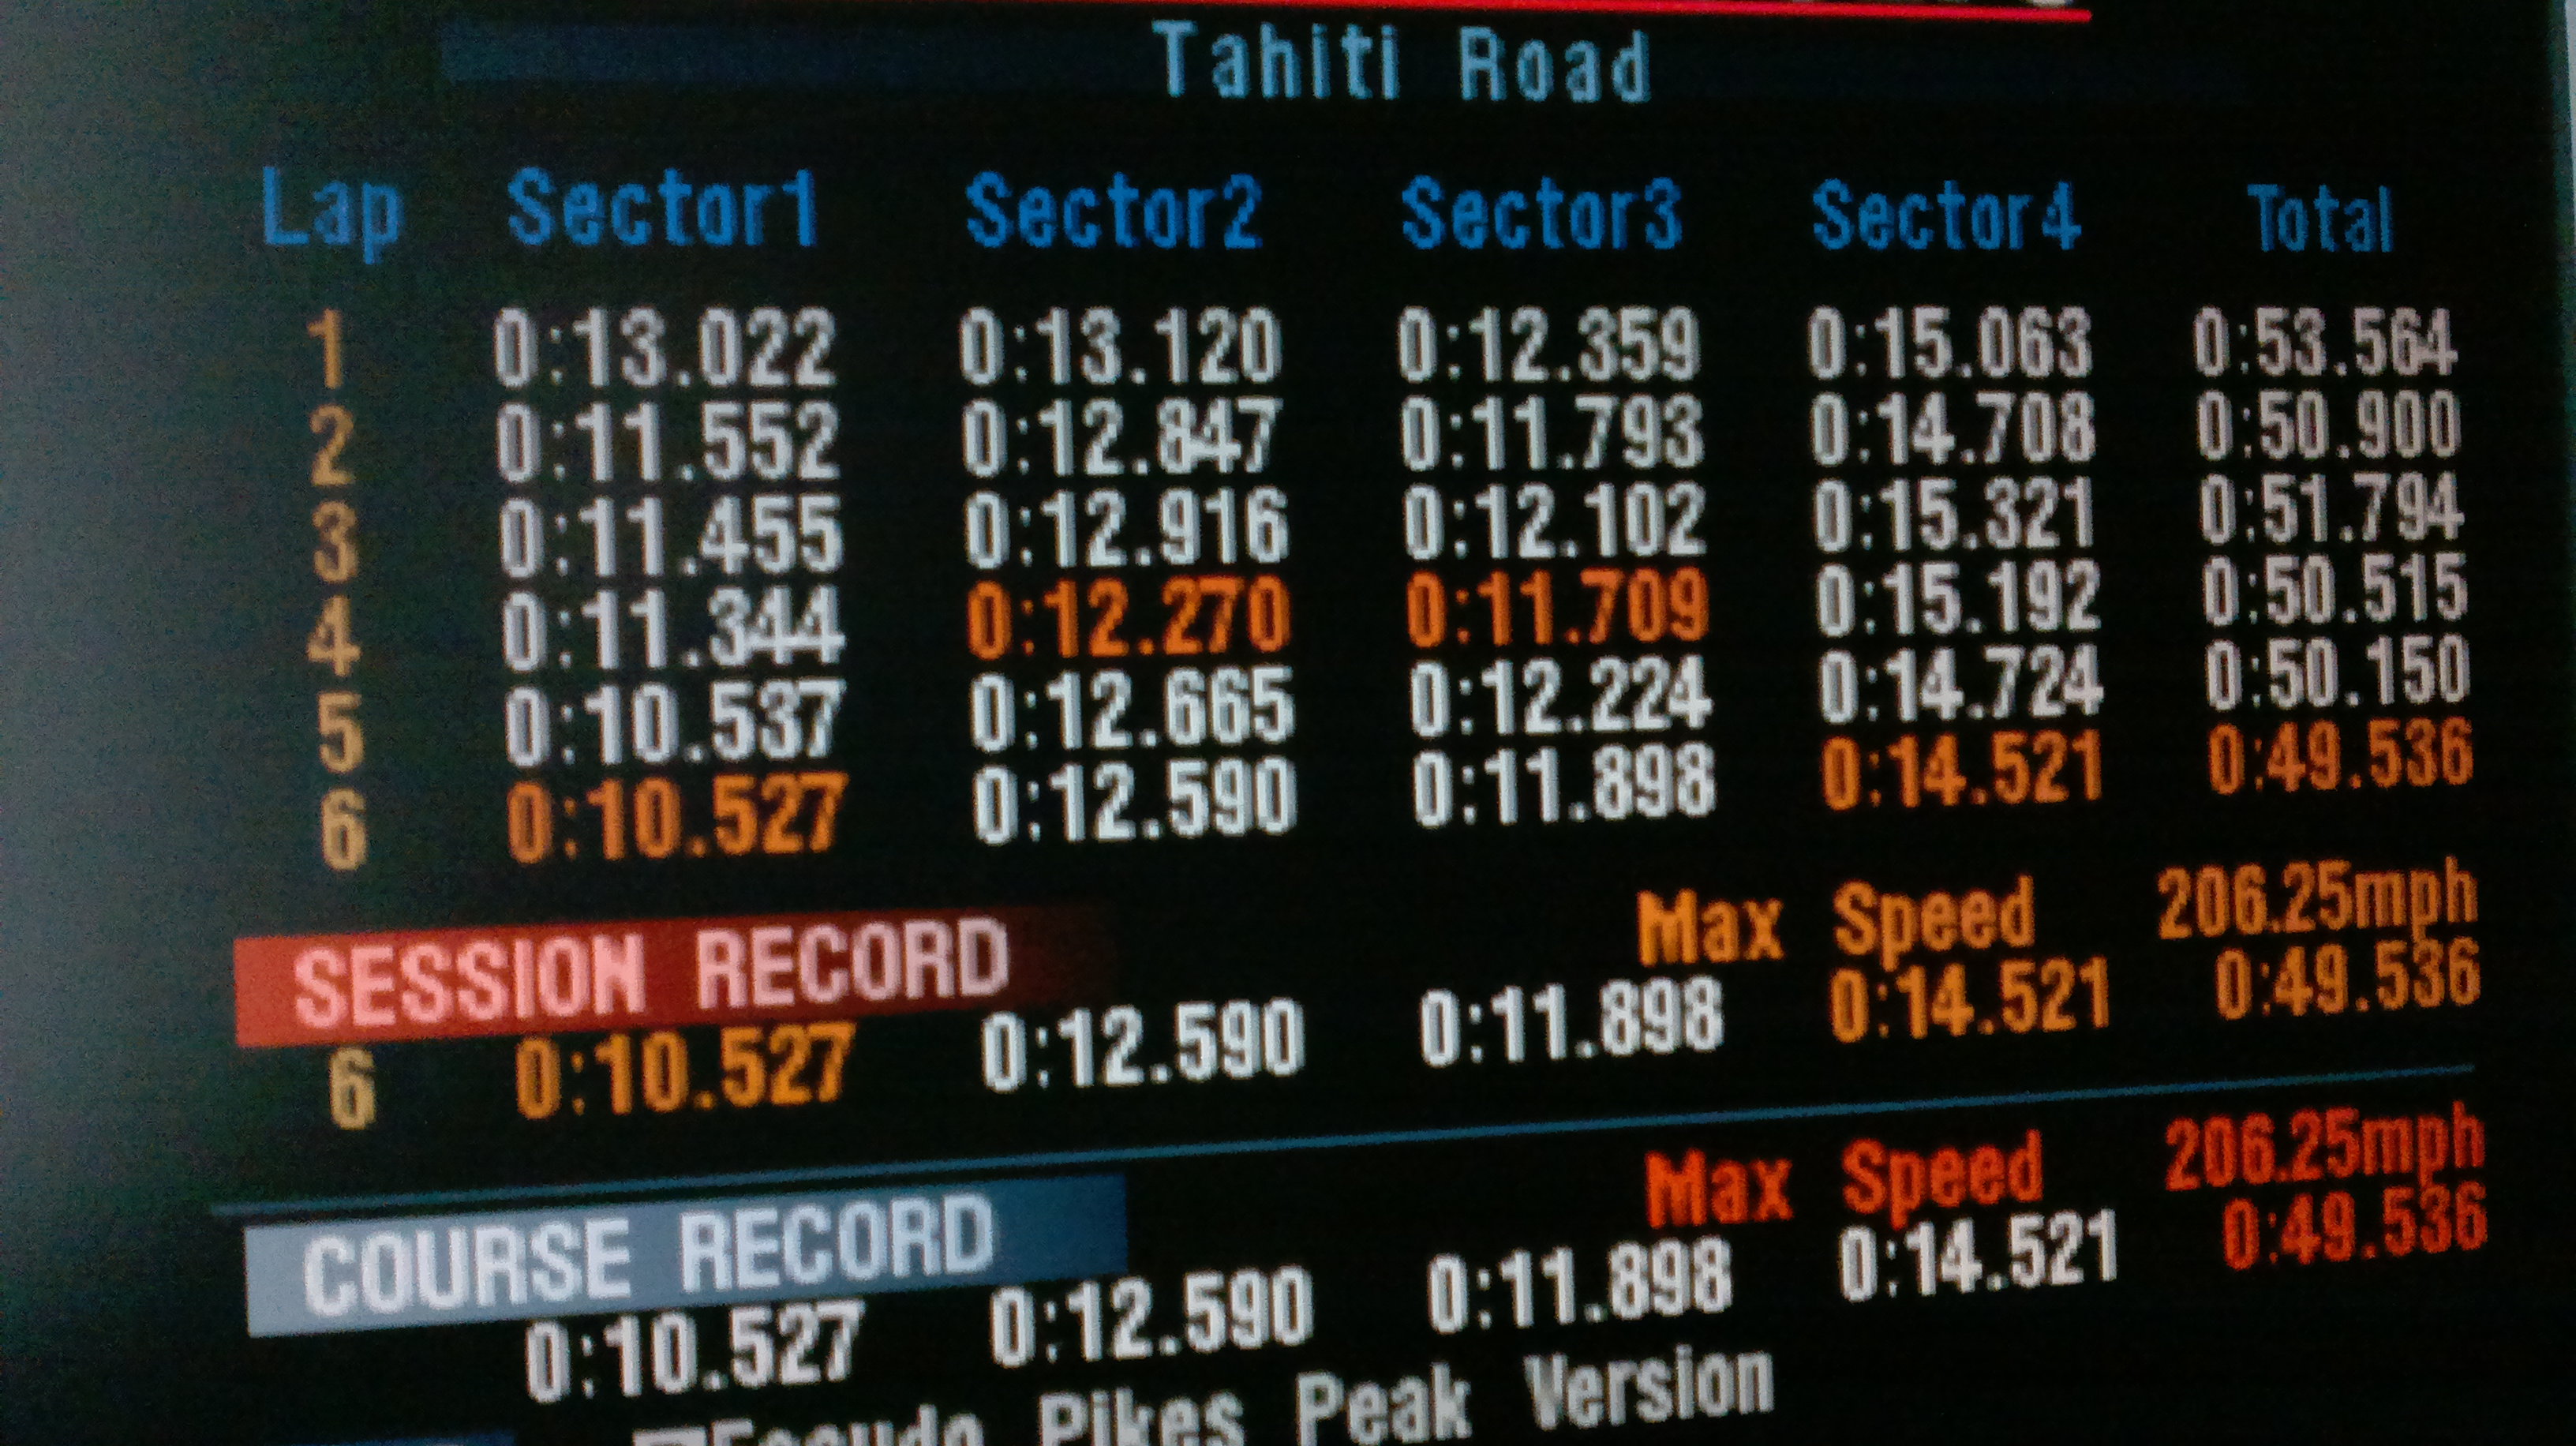 Tahiti Road
Lap Sector1 Sector2 Sector3 Sector4 Total
1 0:13.022 0:13.120 0:12.359 0:15.063 0:53.564
2 0:11.552 0:12.847 0:11.793 0:14.708 0:50.900
3 0:11.455 0:12.916 0:12.102 0:15.321 0:51.794
4 0:11.344 0:12.270 0:11.709 0:15.192 0:50.515
5 0:10.537 0:12.665 0:12.224 0:14.724 0:50.150
6 0:10.527 0:12.590 0:11.898 0:14.521 0:49.536
SESSION RECORD Max Speed 206.25mph
6 0:10.527 0:12.590 0:11.898 0:14.521 0:49.536
COURSE RECORD Max Speed 206.25mph
0:10.527 0:12.590 0:11.898 0:14.521 0:49.536
Escudo Pikes Peak Version